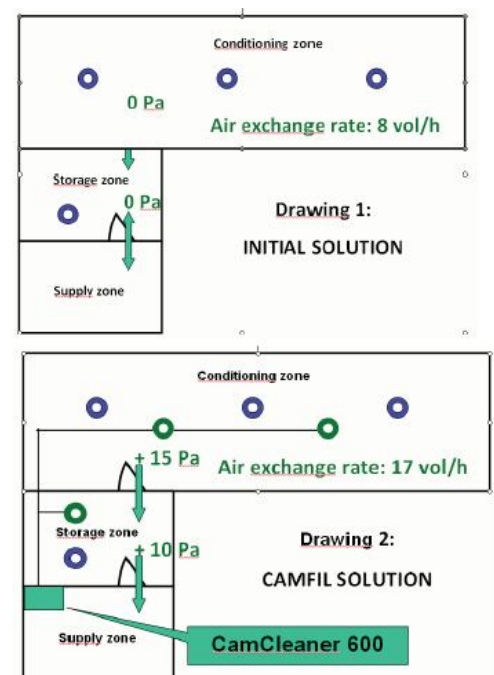 Conditioning zone
0 Pa
Air exchange rate: 8 vol/h
Storage zone
0 Pa
Drawing 1:
INITIAL SOLUTION
Supply zone
Conditioning zone
+ 15 Pa
Air exchange rate: 17 vol/h
Storage zone
+ 10 Pa
Drawing 2:
CAMFIL SOLUTION
Supply zone
CamCleaner 600